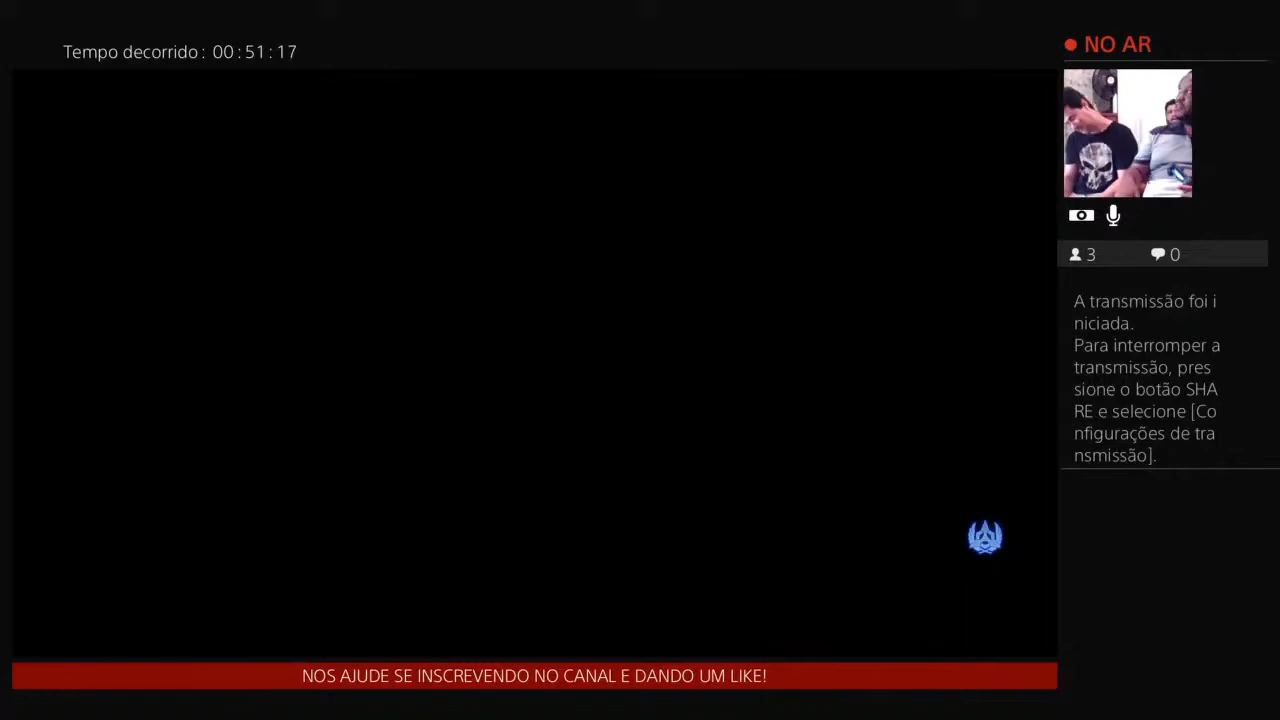 Tempo decorrido: 00:51:17
NO AR
3
0
A transmissão foi i
niciada.
Para interromper a
transmissão, pres
sione o botão SHA
RE e selecione [Co
nfigurações de tra
nsmissão].
NOS AJUDE SE INSCREVENDO NO CANAL E DANDO UM LIKE!